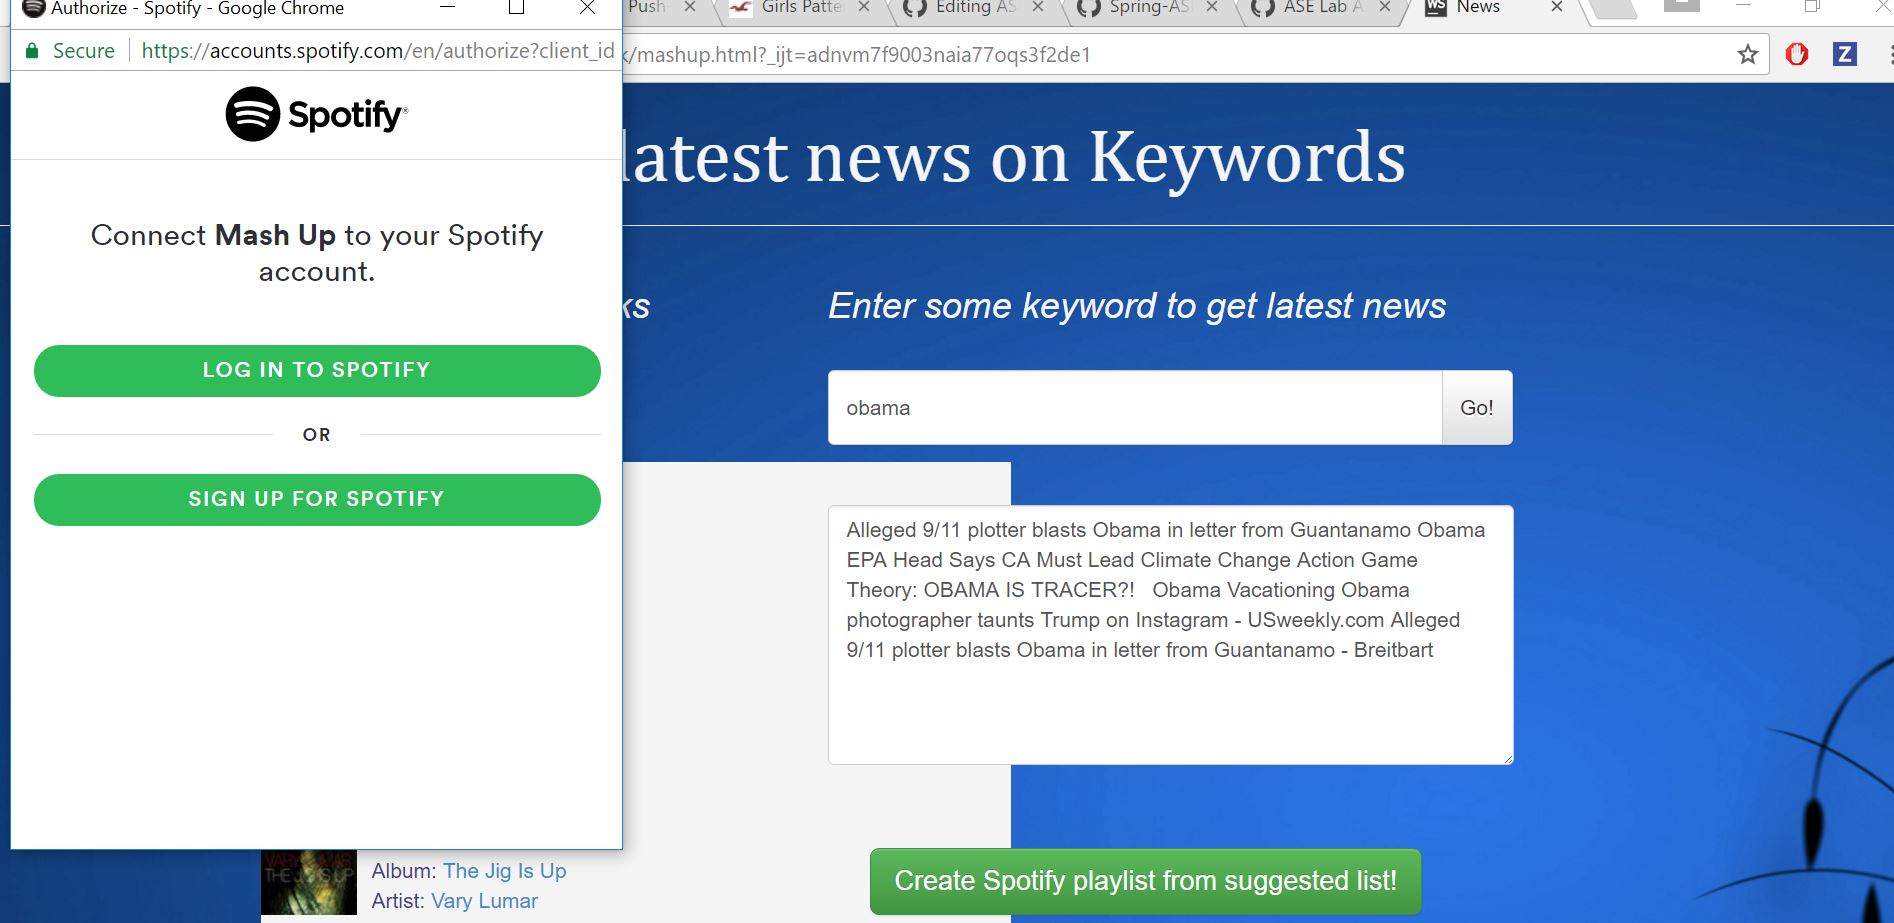 Authorize - Spotify - Google Chrome
Push
Girls Patte
Editing AS
Spring-AS
ASE Lab A
WS
News
Secure
https://accounts.spotify.com/en/authorize?client_id
k/mashup.html?_ijt=adnvm7f9003naia77oqs3f2de1
Z
Spotify®
latest news on Keywords
Connect Mash Up to your Spotify
account.
ks
Enter some keyword to get latest news
LOG IN TO SPOTIFY
obama
Go!
OR
SIGN UP FOR SPOTIFY
Alleged 9/11 plotter blasts Obama in letter from Guantanamo Obama
EPA Head Says CA Must Lead Climate Change Action Game
Theory: OBAMA IS TRACER?!   Obama Vacationing Obama
photographer taunts Trump on Instagram - USweekly.com Alleged
9/11 plotter blasts Obama in letter from Guantanamo - Breitbart
THE JIG IS UP
Album: The Jig Is Up
Artist: Vary Lumar
Create Spotify playlist from suggested list!